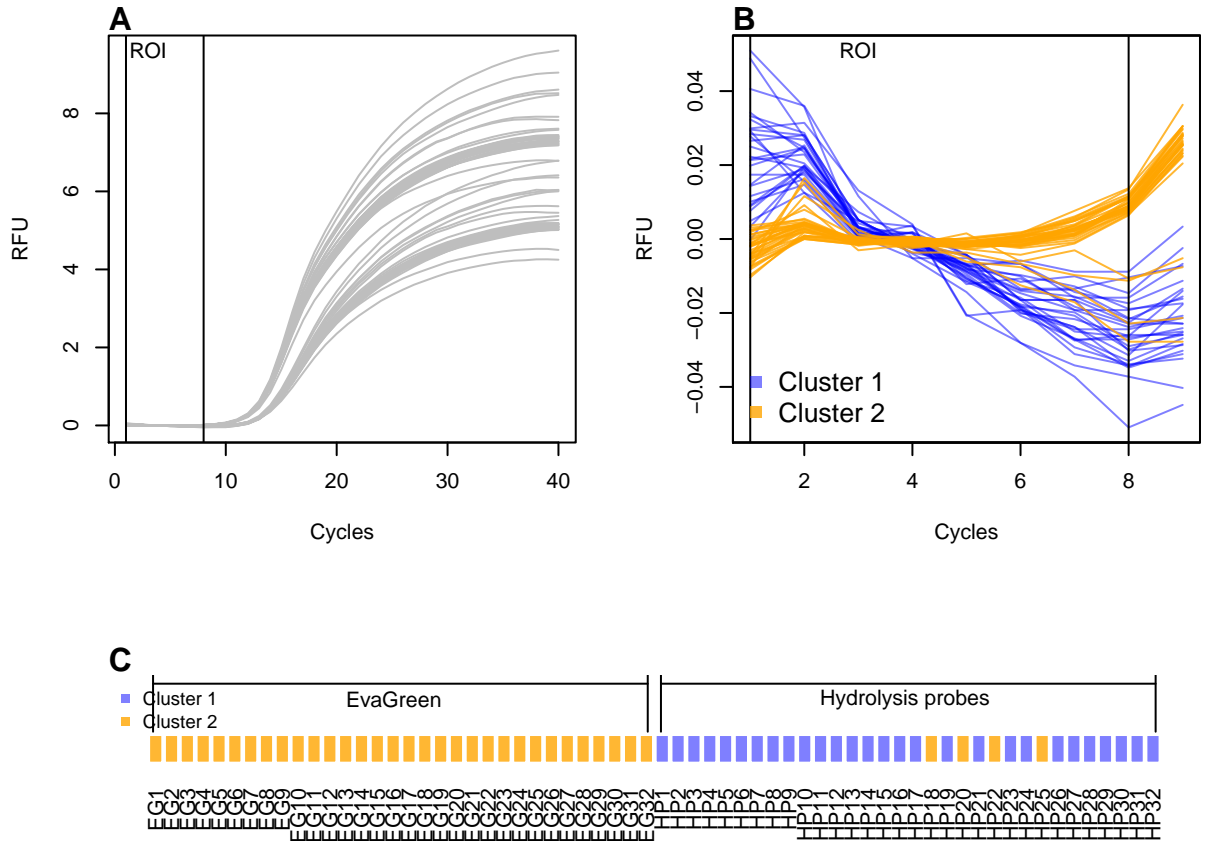 A
ROI
RFU
0
2
4
6
8
0
10
20
30
40
Cycles
B
ROI
RFU
0.04
0.02
0.00
−0.02
−0.04
Cluster 1
Cluster 2
2
4
6
8
Cycles
C
Cluster 1
Cluster 2
EvaGreen
Hydrolysis probes
EG1
EG2
EG3
EG4
EG5
EG6
EG7
EG8
EG9
EG10
EG11
EG12
EG13
EG14
EG15
EG16
EG17
EG18
EG19
EG20
EG21
EG22
EG23
EG24
EG25
EG26
EG27
EG28
EG29
EG30
EG31
EG32
HP1
HP2
HP3
HP4
HP5
HP6
HP7
HP8
HP9
HP10
HP11
HP12
HP13
HP14
HP15
HP16
HP17
HP18
HP19
HP20
HP21
HP22
HP23
HP24
HP25
HP26
HP27
HP28
HP29
HP30
HP31
HP32